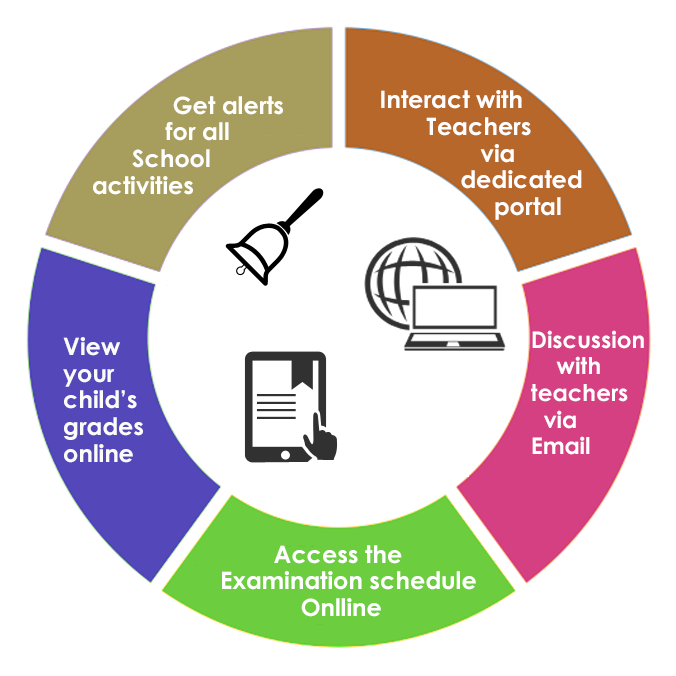 Get alerts
for all
School
activities
Interact with
Teachers
via
dedicated
portal
Discussion
with
teachers
via
Email
Access the
Examination schedule
Onlline
View
your
child's
grades
online